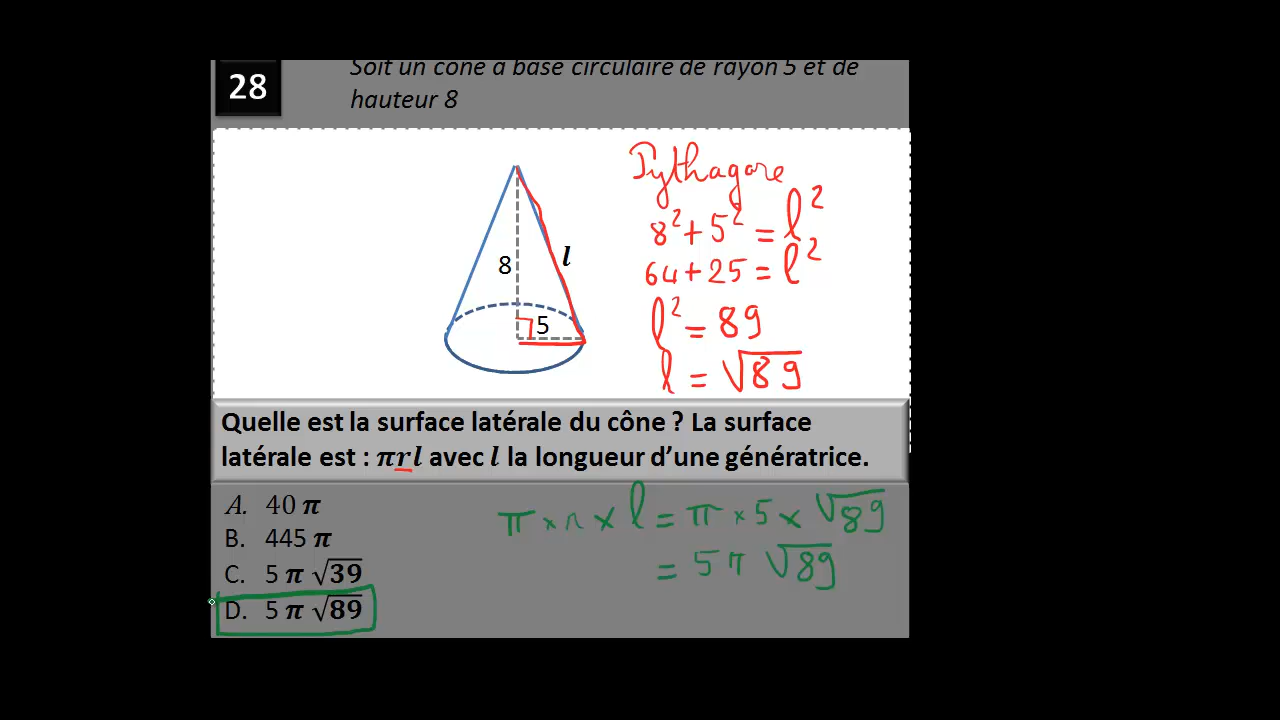 28
Soit un cone a base circulaire de rayon 5 et de
hauteur 8
8
l
5
Pythagore
8² + 5² = l²
64 + 25 = l²
l² = 89
l = √89
Quelle est la surface latérale du cône ? La surface
latérale est : πrl avec l la longueur d’une génératrice.
A. 40 π
B. 445 π
C. 5 π √39
D. 5 π √89
π × r × l = π × 5 × √89
= 5 π √89